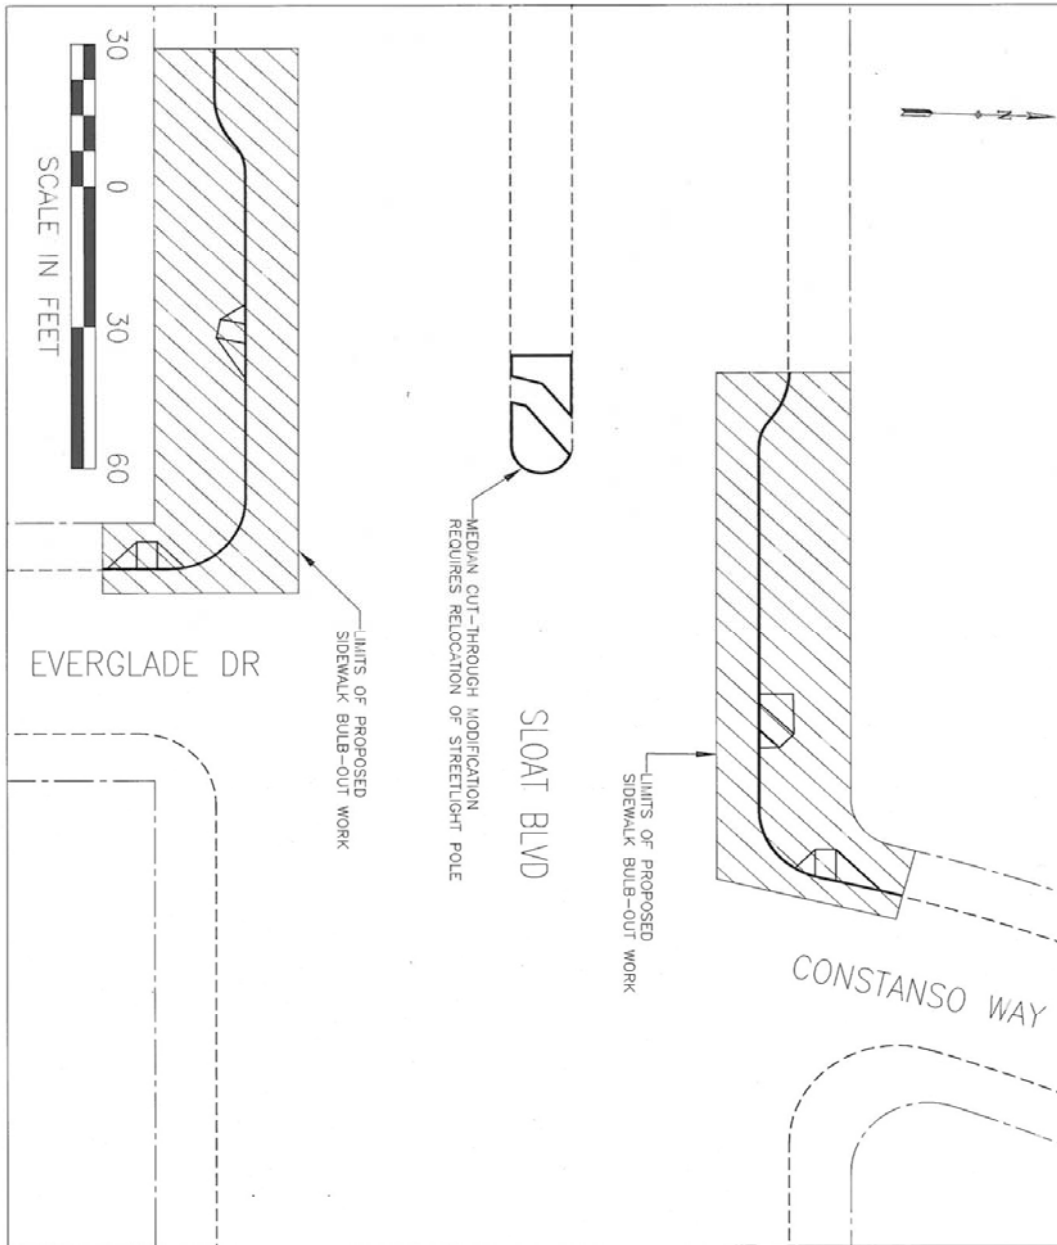 N
30
0
30
60
SCALE IN FEET
MEDIAN CUT-THROUGH MODIFICATION
REQUIRES RELOCATION OF STREETLIGHT POLE
LIMITS OF PROPOSED
SIDEWALK BULB-OUT WORK
EVERGLADE DR
SLOAT BLVD
LIMITS OF PROPOSED
SIDEWALK BULB-OUT WORK
CONSTANSO WAY